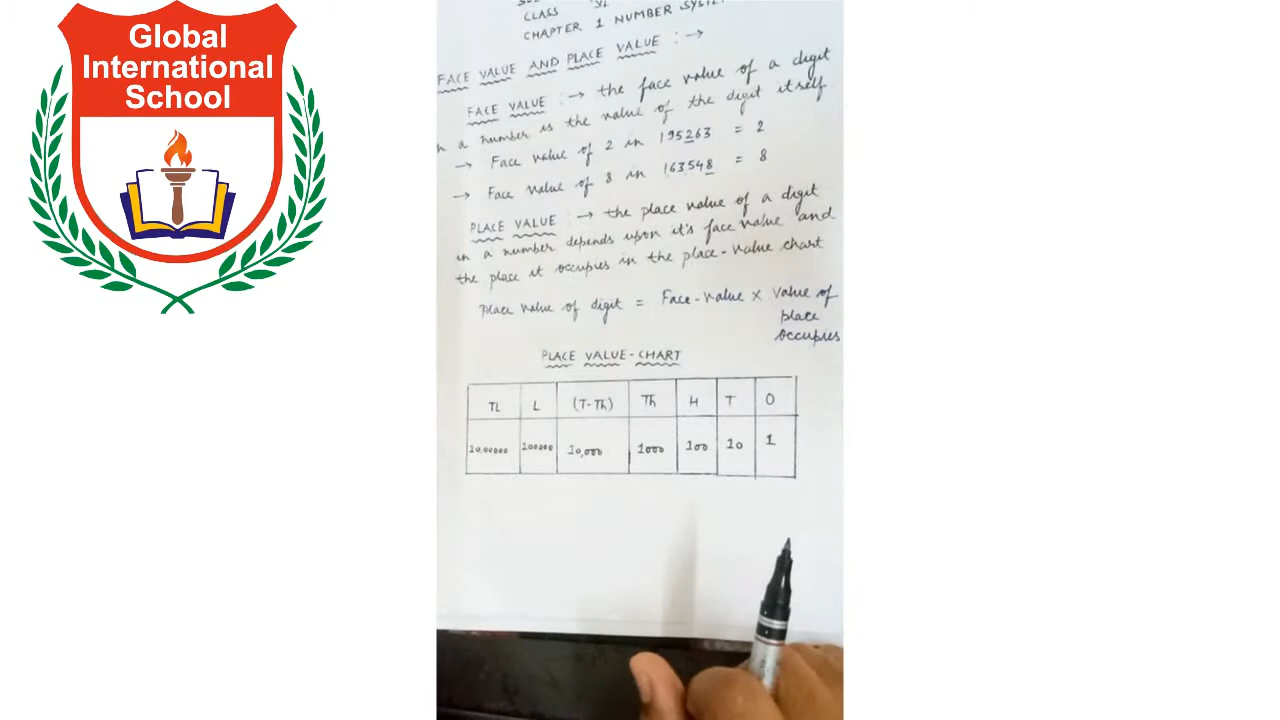 Global
International
School
CLASS VI
CHAPTER 1 NUMBER
FACE VALUE AND PLACE VALUE : →
FACE VALUE : → the face value of a digit
in a number is the value of the digit itself
→ Face value of 2 in 195263 = 2
→ Face value of 8 in 163548 = 8
PLACE VALUE : → the place value of a digit
in a number depends upon it's face value and
the place it occupies in the place-value chart
Place value of digit = Face-value × value of
place
occupies
PLACE VALUE-CHART
TL L (T-Th) Th H T O
10,00000 100000 10,000 1000 100 10 1